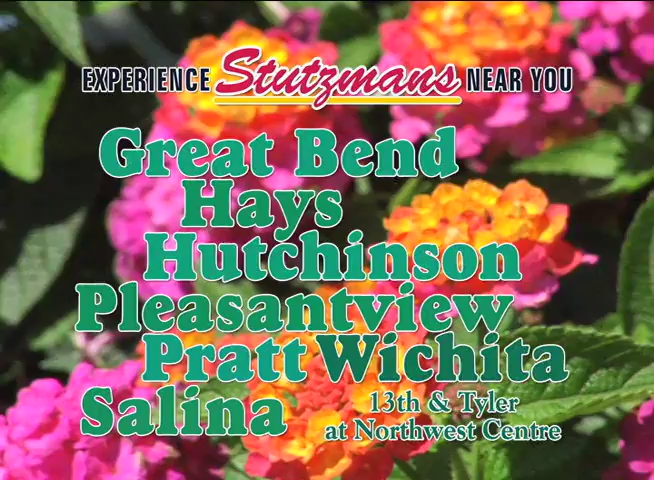 EXPERIENCE Stutzmans NEAR YOU
Great Bend
Hays
Hutchinson
Pleasantview
Pratt Wichita
Salina 13th & Tyler
at Northwest Centre